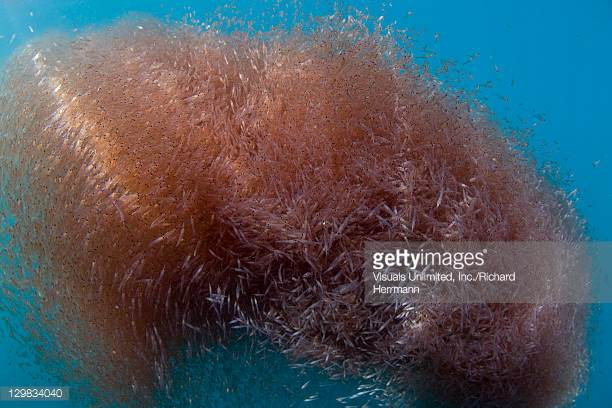 gettyimages
Visuals Unlimited, Inc./Richard
Herrmann
129834040